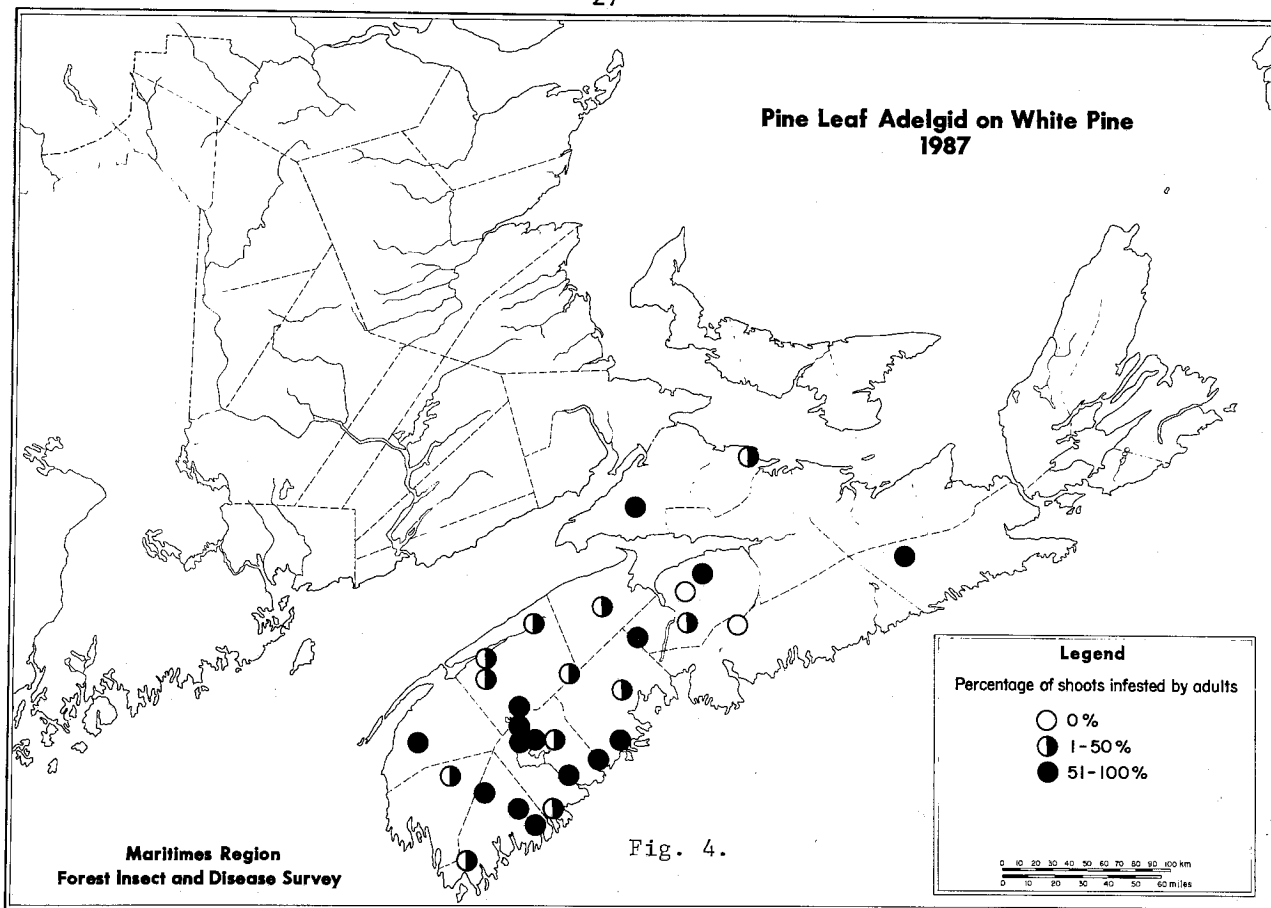 27
Pine Leaf Adelgid on White Pine
1987
Legend
Percentage of shoots infested by adults
0%
1-50%
51-100%
0 10 20 30 40 50 60 70 80 90 100 km
0 10 20 30 40 50 60 miles
Fig. 4.
Maritimes Region
Forest Insect and Disease Survey